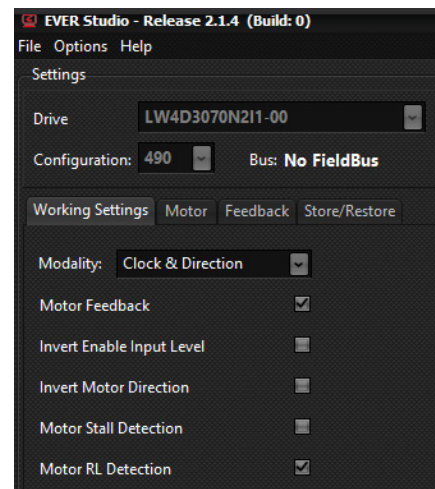 EVER Studio - Release 2.1.4 (Build: 0)
File Options Help
Settings
Drive LW4D3070N2I1-00
Configuration: 490 Bus: No FieldBus
Working Settings Motor Feedback Store/Restore
Modality: Clock & Direction
Motor Feedback
Invert Enable Input Level
Invert Motor Direction
Motor Stall Detection
Motor RL Detection